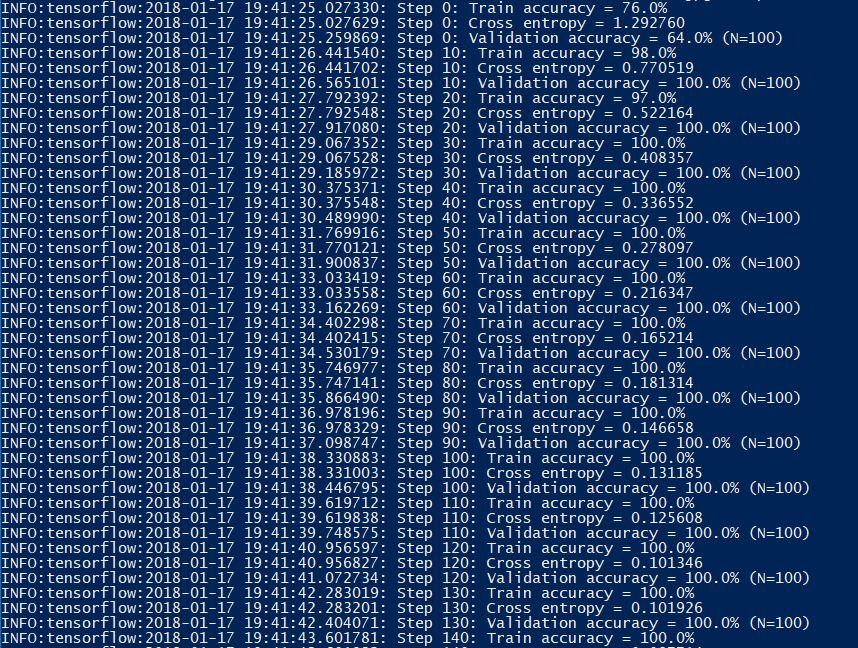 INFO:tensorflow:2018-01-17 19:41:25.027330: Step 0: Train accuracy = 76.0%
INFO:tensorflow:2018-01-17 19:41:25.027629: Step 0: Cross entropy = 1.292760
INFO:tensorflow:2018-01-17 19:41:25.259869: Step 0: Validation accuracy = 64.0% (N=100)
INFO:tensorflow:2018-01-17 19:41:26.441540: Step 10: Train accuracy = 98.0%
INFO:tensorflow:2018-01-17 19:41:26.441702: Step 10: Cross entropy = 0.770519
INFO:tensorflow:2018-01-17 19:41:26.565101: Step 10: Validation accuracy = 100.0% (N=100)
INFO:tensorflow:2018-01-17 19:41:27.792392: Step 20: Train accuracy = 97.0%
INFO:tensorflow:2018-01-17 19:41:27.792548: Step 20: Cross entropy = 0.522164
INFO:tensorflow:2018-01-17 19:41:27.917080: Step 20: Validation accuracy = 100.0% (N=100)
INFO:tensorflow:2018-01-17 19:41:29.067352: Step 30: Train accuracy = 100.0%
INFO:tensorflow:2018-01-17 19:41:29.067528: Step 30: Cross entropy = 0.408357
INFO:tensorflow:2018-01-17 19:41:29.185972: Step 30: Validation accuracy = 100.0% (N=100)
INFO:tensorflow:2018-01-17 19:41:30.375371: Step 40: Train accuracy = 100.0%
INFO:tensorflow:2018-01-17 19:41:30.375548: Step 40: Cross entropy = 0.336552
INFO:tensorflow:2018-01-17 19:41:30.489990: Step 40: Validation accuracy = 100.0% (N=100)
INFO:tensorflow:2018-01-17 19:41:31.769916: Step 50: Train accuracy = 100.0%
INFO:tensorflow:2018-01-17 19:41:31.770121: Step 50: Cross entropy = 0.278097
INFO:tensorflow:2018-01-17 19:41:31.900837: Step 50: Validation accuracy = 100.0% (N=100)
INFO:tensorflow:2018-01-17 19:41:33.033419: Step 60: Train accuracy = 100.0%
INFO:tensorflow:2018-01-17 19:41:33.033558: Step 60: Cross entropy = 0.216347
INFO:tensorflow:2018-01-17 19:41:33.162269: Step 60: Validation accuracy = 100.0% (N=100)
INFO:tensorflow:2018-01-17 19:41:34.402298: Step 70: Train accuracy = 100.0%
INFO:tensorflow:2018-01-17 19:41:34.402415: Step 70: Cross entropy = 0.165214
INFO:tensorflow:2018-01-17 19:41:34.530179: Step 70: Validation accuracy = 100.0% (N=100)
INFO:tensorflow:2018-01-17 19:41:35.746977: Step 80: Train accuracy = 100.0%
INFO:tensorflow:2018-01-17 19:41:35.747141: Step 80: Cross entropy = 0.181314
INFO:tensorflow:2018-01-17 19:41:35.866490: Step 80: Validation accuracy = 100.0% (N=100)
INFO:tensorflow:2018-01-17 19:41:36.978196: Step 90: Train accuracy = 100.0%
INFO:tensorflow:2018-01-17 19:41:36.978329: Step 90: Cross entropy = 0.146658
INFO:tensorflow:2018-01-17 19:41:37.098747: Step 90: Validation accuracy = 100.0% (N=100)
INFO:tensorflow:2018-01-17 19:41:38.330883: Step 100: Train accuracy = 100.0%
INFO:tensorflow:2018-01-17 19:41:38.331003: Step 100: Cross entropy = 0.131185
INFO:tensorflow:2018-01-17 19:41:38.446795: Step 100: Validation accuracy = 100.0% (N=100)
INFO:tensorflow:2018-01-17 19:41:39.619712: Step 110: Train accuracy = 100.0%
INFO:tensorflow:2018-01-17 19:41:39.619838: Step 110: Cross entropy = 0.125608
INFO:tensorflow:2018-01-17 19:41:39.748575: Step 110: Validation accuracy = 100.0% (N=100)
INFO:tensorflow:2018-01-17 19:41:40.956597: Step 120: Train accuracy = 100.0%
INFO:tensorflow:2018-01-17 19:41:40.956827: Step 120: Cross entropy = 0.101346
INFO:tensorflow:2018-01-17 19:41:41.072734: Step 120: Validation accuracy = 100.0% (N=100)
INFO:tensorflow:2018-01-17 19:41:42.283019: Step 130: Train accuracy = 100.0%
INFO:tensorflow:2018-01-17 19:41:42.283201: Step 130: Cross entropy = 0.101926
INFO:tensorflow:2018-01-17 19:41:42.404071: Step 130: Validation accuracy = 100.0% (N=100)
INFO:tensorflow:2018-01-17 19:41:43.601781: Step 140: Train accuracy = 100.0%